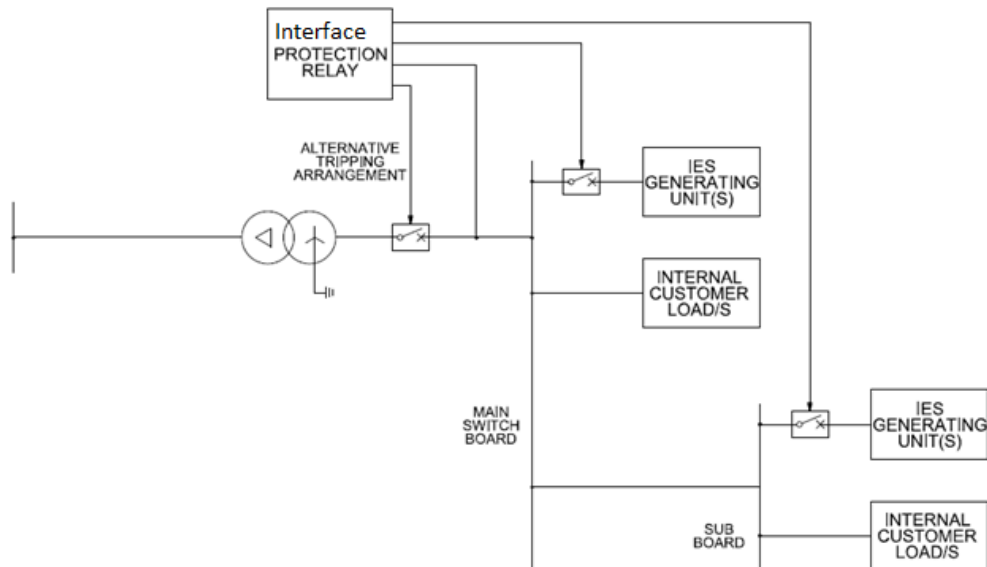 Interface
PROTECTION
RELAY
ALTERNATIVE
TRIPPING
ARRANGEMENT
IES
GENERATING
UNIT(S)
INTERNAL
CUSTOMER
LOAD/S
MAIN
SWITCH
BOARD
IES
GENERATING
UNIT(S)
SUB
BOARD
INTERNAL
CUSTOMER
LOAD/S